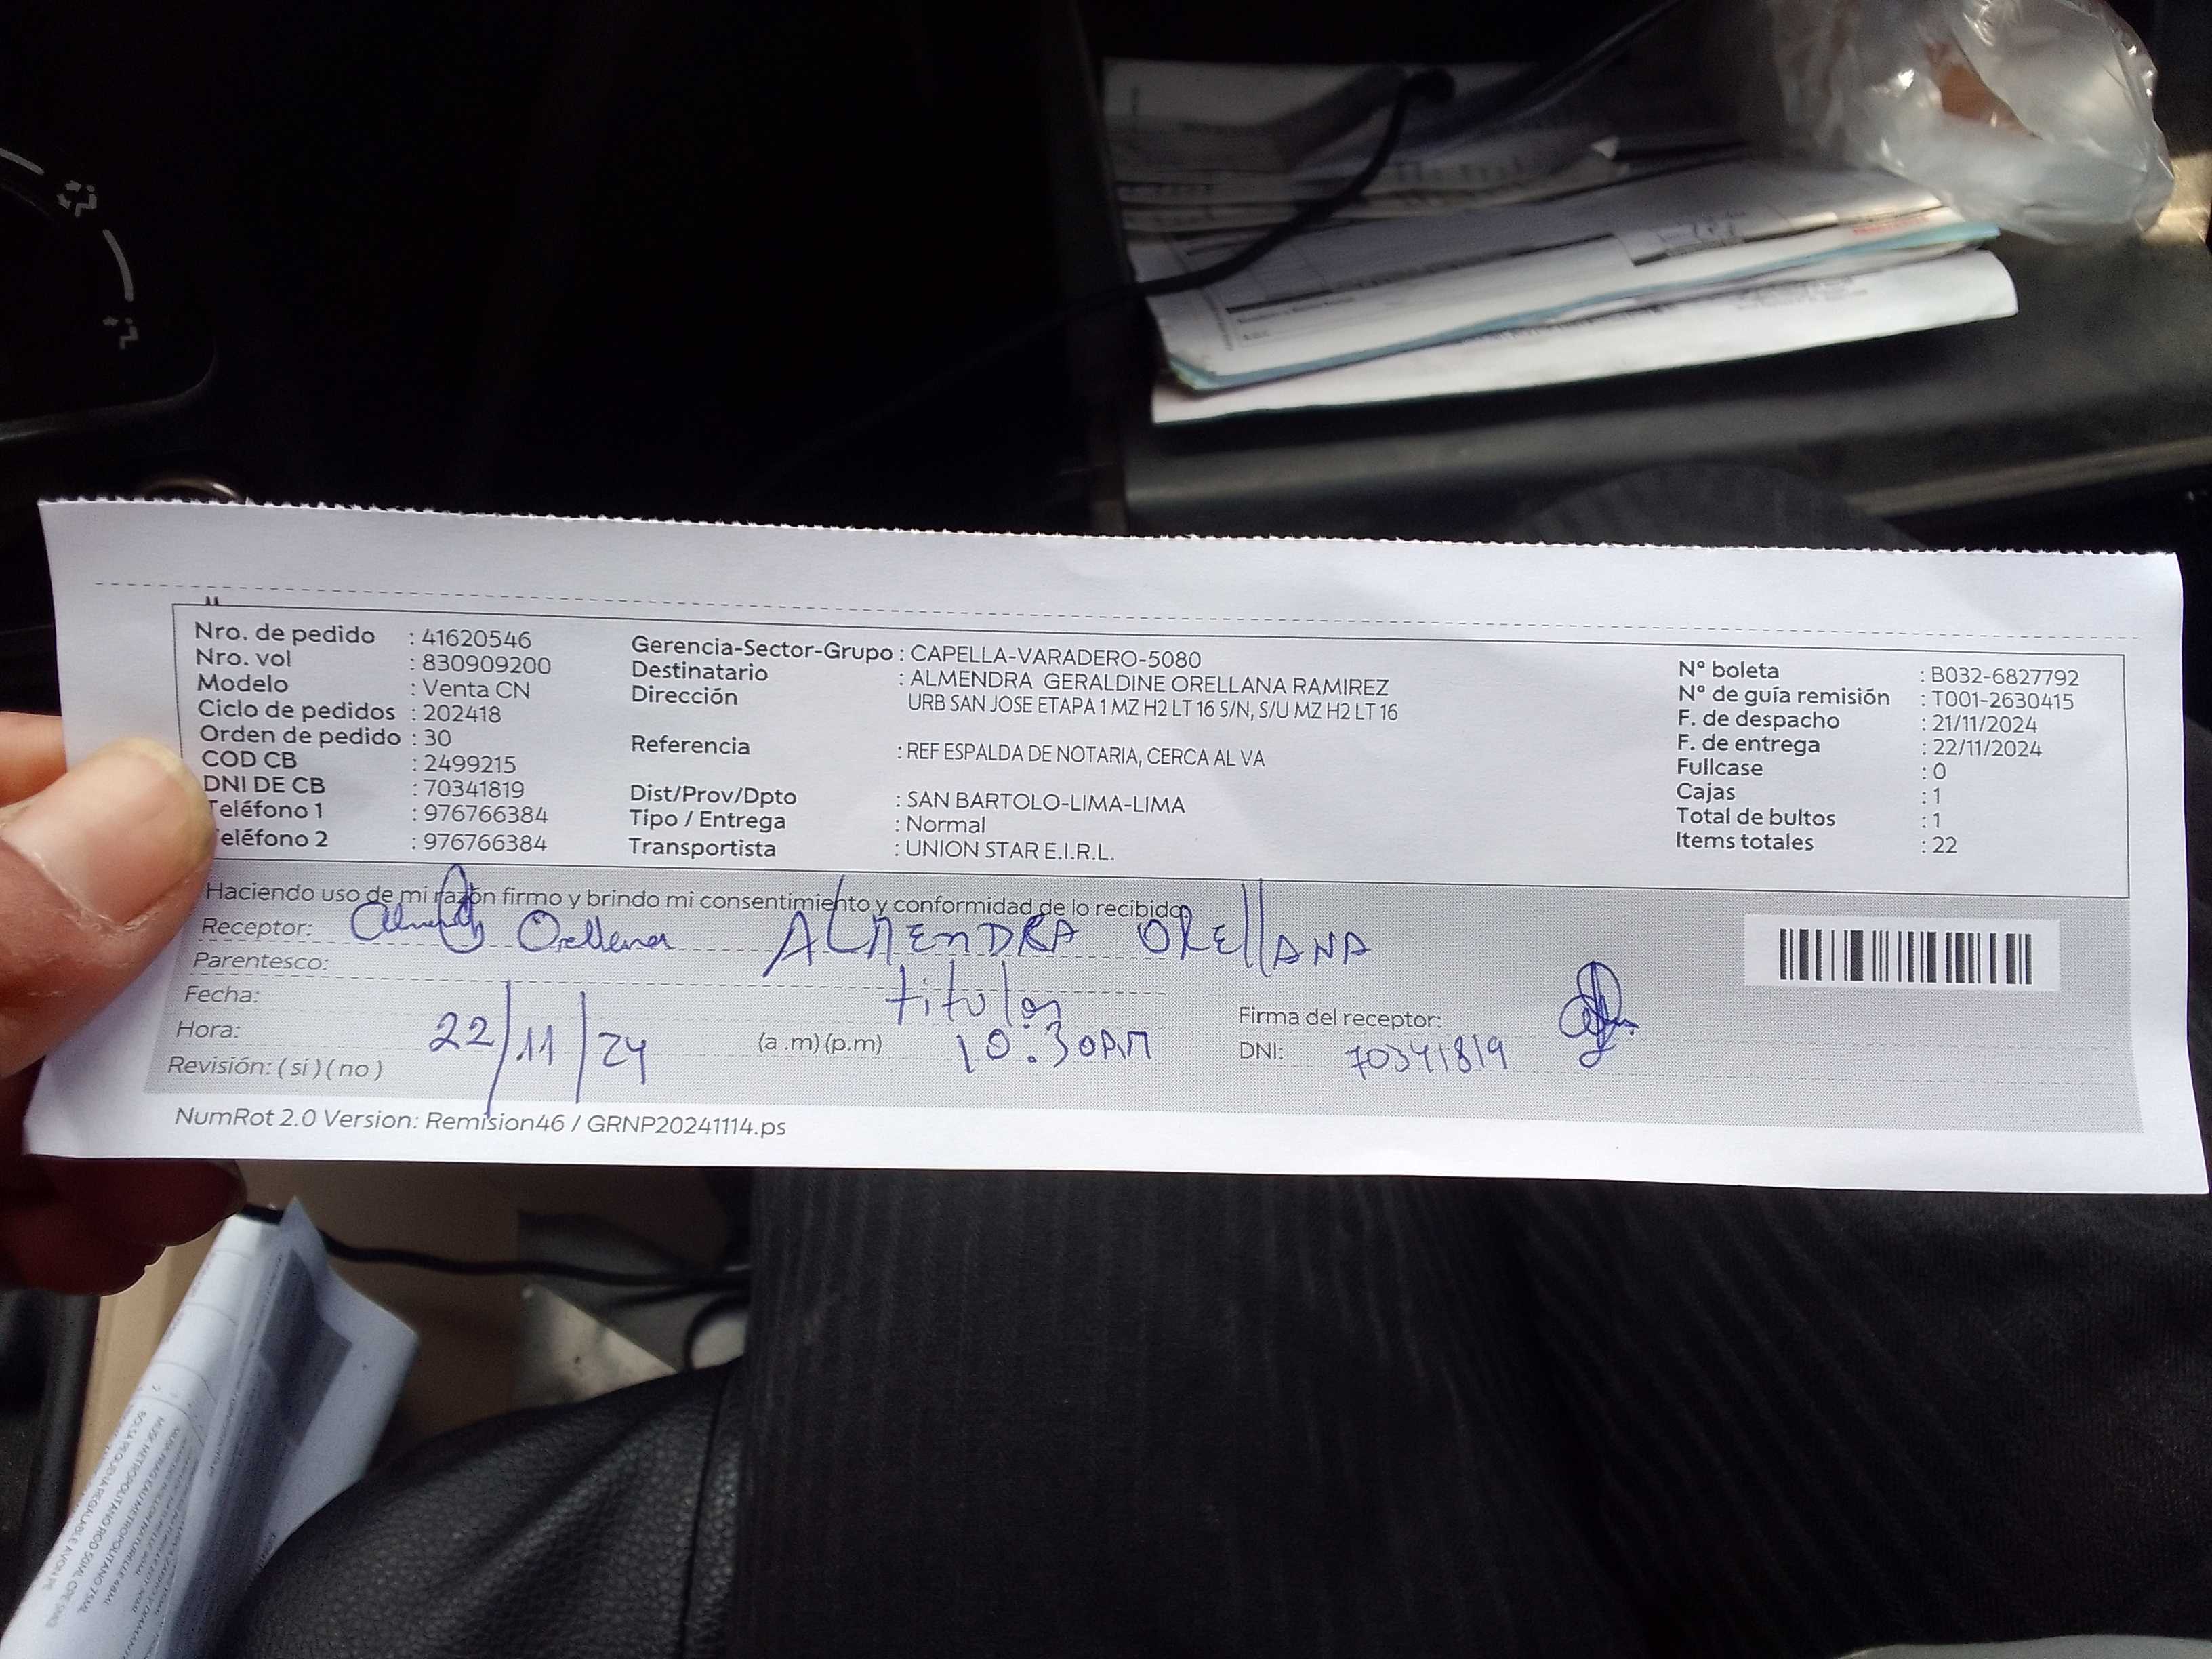 Nro. de pedido : 41620546
Nro. vol : 830909200
Modelo : Venta CN
Ciclo de pedidos : 202418
Orden de pedido : 30
COD CB : 2499215
DNI DE CB : 70341819
Teléfono 1 : 976766384
eléfono 2 : 976766384
Gerencia-Sector-Grupo : CAPELLA-VARADERO-5080
Destinatario : ALMENDRA GERALDINE ORELLANA RAMIREZ
Dirección URB SAN JOSE ETAPA 1 MZ H2 LT 16 S/N, S/U MZ H2 LT 16
Referencia : REF ESPALDA DE NOTARIA, CERCA AL VA
Dist/Prov/Dpto : SAN BARTOLO-LIMA-LIMA
Tipo / Entrega : Normal
Transportista : UNION STAR E.I.R.L.
N° boleta : B032-6827792
N° de guía remisión : T001-2630415
F. de despacho : 21/11/2024
F. de entrega : 22/11/2024
Fullcase : 0
Cajas : 1
Total de bultos : 1
Items totales : 22
Haciendo uso de mi razón firmo y brindo mi consentimiento y conformidad de lo recibido
Receptor: Orellana ALMENDRA ORELLANA
Parentesco: titular
Fecha: 22/11/24
Hora: (a .m) (p.m) 10:30AM
Revisión: ( si ) ( no )
Firma del receptor:
DNI: 70341819
NumRot 2.0 Version: Remision46 / GRNP20241114.ps
BOLSA PEQUENA REGALABLE AVON PE